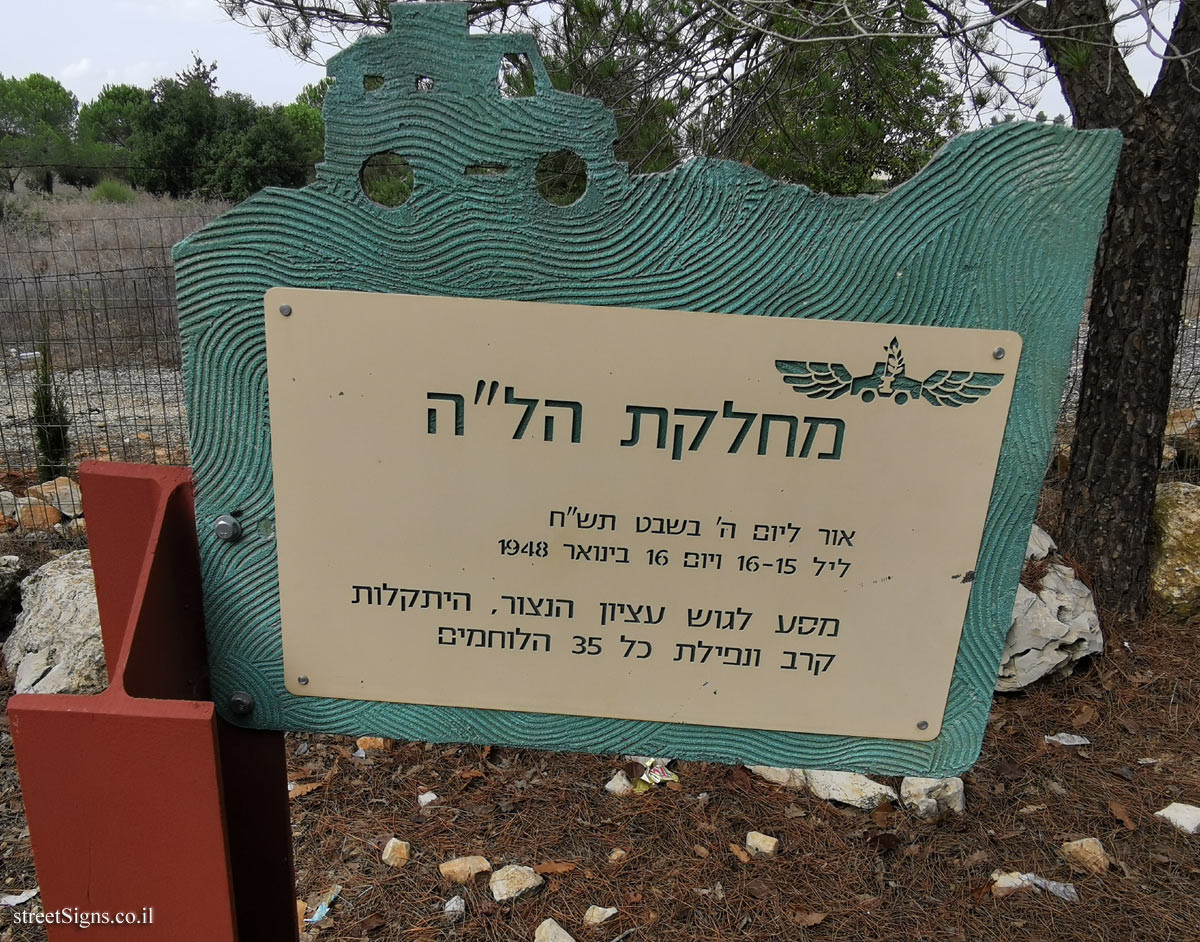 מחלקת הל"ה
אור ליום ה' בשבט תש"ח
ליל 16-15 ויום 16 בינואר 1948
מסע לגוש עציון הנצור, היתקלות
קרב ונפילת כל 35 הלוחמים
streetSigns.co.il